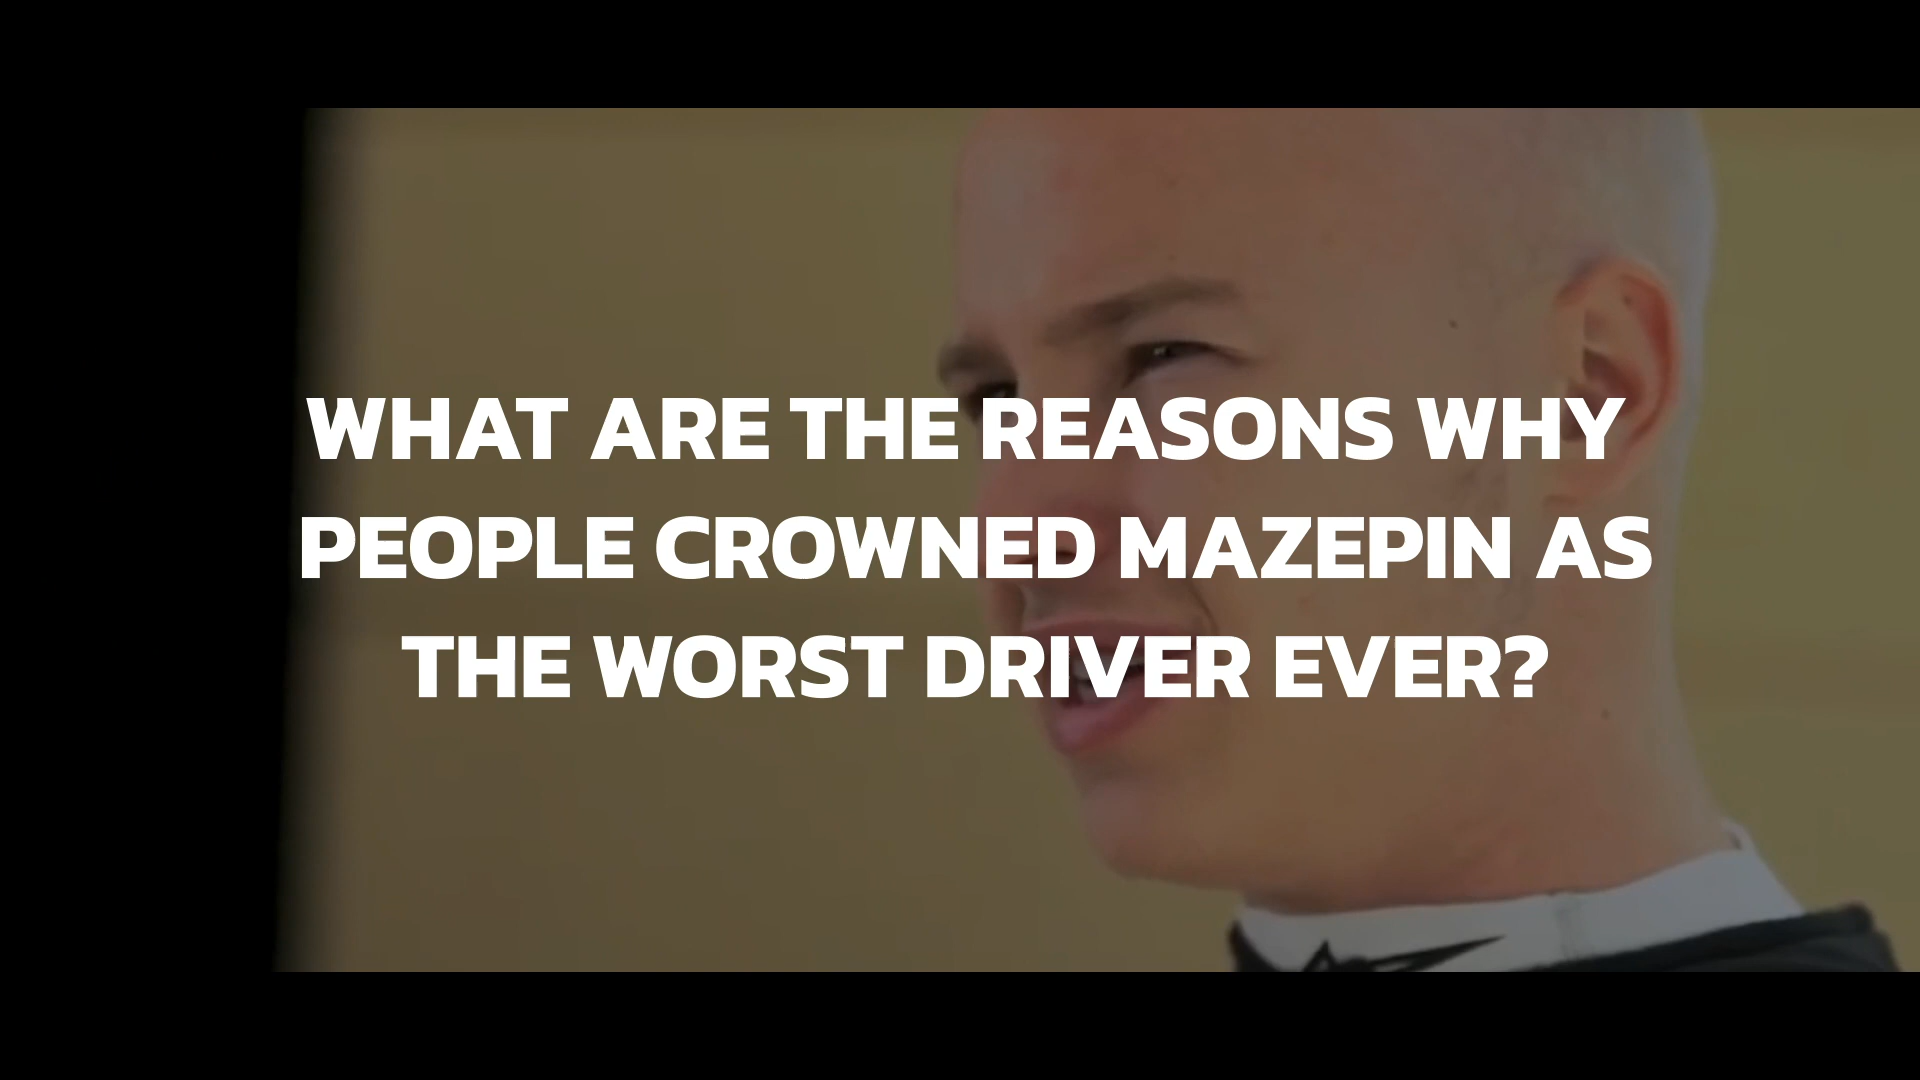 WHAT ARE THE REASONS WHY
PEOPLE CROWNED MAZEPIN AS
THE WORST DRIVER EVER?